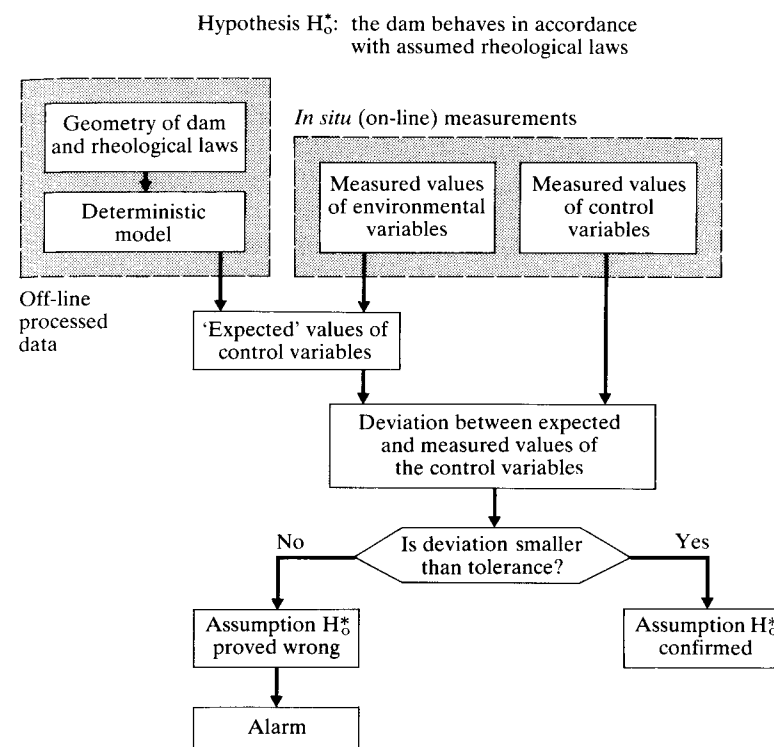 Hypothesis H*o: the dam behaves in accordance
with assumed rheological laws
Geometry of dam
and rheological laws
Deterministic
model
Off-line
processed
data
In situ (on-line) measurements
Measured values
of environmental
variables
Measured values
of control
variables
'Expected' values of
control variables
Deviation between expected
and measured values of
the control variables
Is deviation smaller
than tolerance?
No
Yes
Assumption H*o
proved wrong
Assumption H*o
confirmed
Alarm